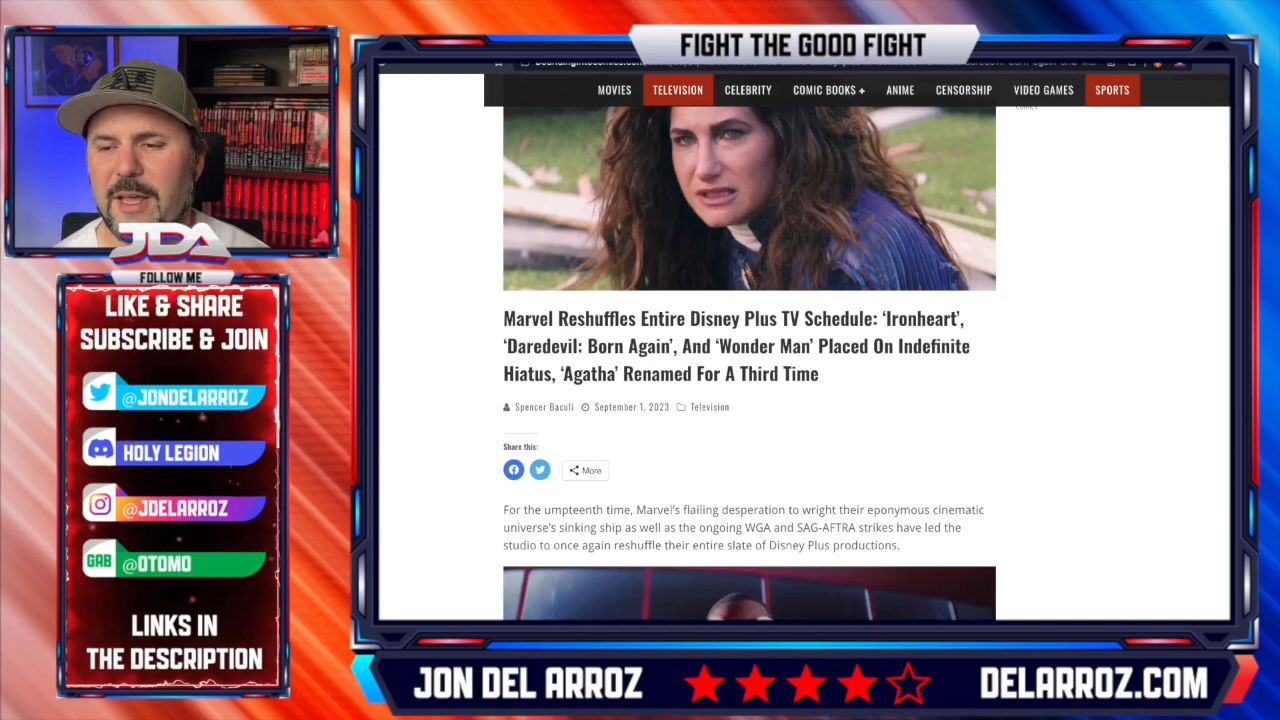 FIGHT THE GOOD FIGHT
MOVIES TELEVISION CELEBRITY COMIC BOOKS + ANIME CENSORSHIP VIDEO GAMES SPORTS
JDA
FOLLOW ME
LIKE & SHARE
SUBSCRIBE & JOIN
@JONDELARROZ
HOLY LEGION
@JDELARROZ
GAB @OTOMO
LINKS IN
THE DESCRIPTION
Marvel Reshuffles Entire Disney Plus TV Schedule: ‘Ironheart’,
‘Daredevil: Born Again’, And ‘Wonder Man’ Placed On Indefinite
Hiatus, ‘Agatha’ Renamed For A Third Time
Spencer Baculi September 1, 2023 Television
Share this:
More
For the umpteenth time, Marvel’s flailing desperation to wright their eponymous cinematic
universe’s sinking ship as well as the ongoing WGA and SAG-AFTRA strikes have led the
studio to once again reshuffle their entire slate of Disney Plus productions.
JON DEL ARROZ
DELARROZ.COM